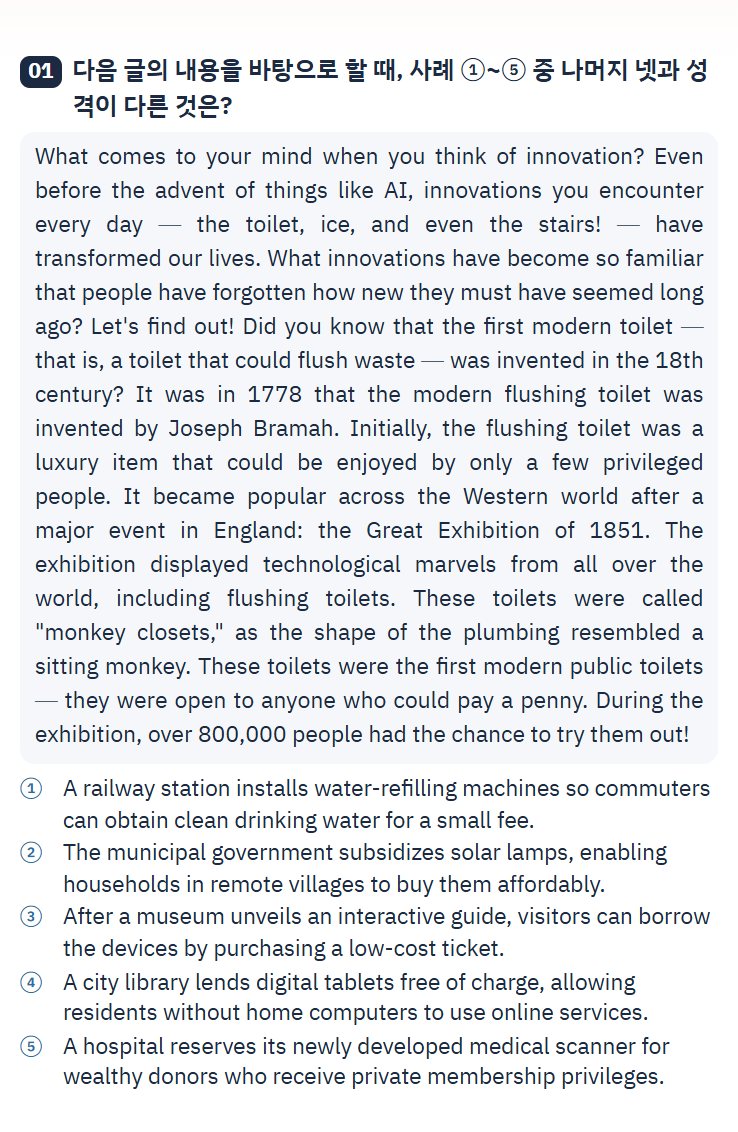 01 다음 글의 내용을 바탕으로 할 때, 사례 ①~⑤ 중 나머지 넷과 성
격이 다른 것은?
What comes to your mind when you think of innovation? Even
before the advent of things like AI, innovations you encounter
every day — the toilet, ice, and even the stairs! — have
transformed our lives. What innovations have become so familiar
that people have forgotten how new they must have seemed long
ago? Let's find out! Did you know that the first modern toilet —
that is, a toilet that could flush waste — was invented in the 18th
century? It was in 1778 that the modern flushing toilet was
invented by Joseph Bramah. Initially, the flushing toilet was a
luxury item that could be enjoyed by only a few privileged
people. It became popular across the Western world after a
major event in England: the Great Exhibition of 1851. The
exhibition displayed technological marvels from all over the
world, including flushing toilets. These toilets were called
"monkey closets," as the shape of the plumbing resembled a
sitting monkey. These toilets were the first modern public toilets
— they were open to anyone who could pay a penny. During the
exhibition, over 800,000 people had the chance to try them out!
① A railway station installs water-refilling machines so commuters
can obtain clean drinking water for a small fee.
② The municipal government subsidizes solar lamps, enabling
households in remote villages to buy them affordably.
③ After a museum unveils an interactive guide, visitors can borrow
the devices by purchasing a low-cost ticket.
④ A city library lends digital tablets free of charge, allowing
residents without home computers to use online services.
⑤ A hospital reserves its newly developed medical scanner for
wealthy donors who receive private membership privileges.